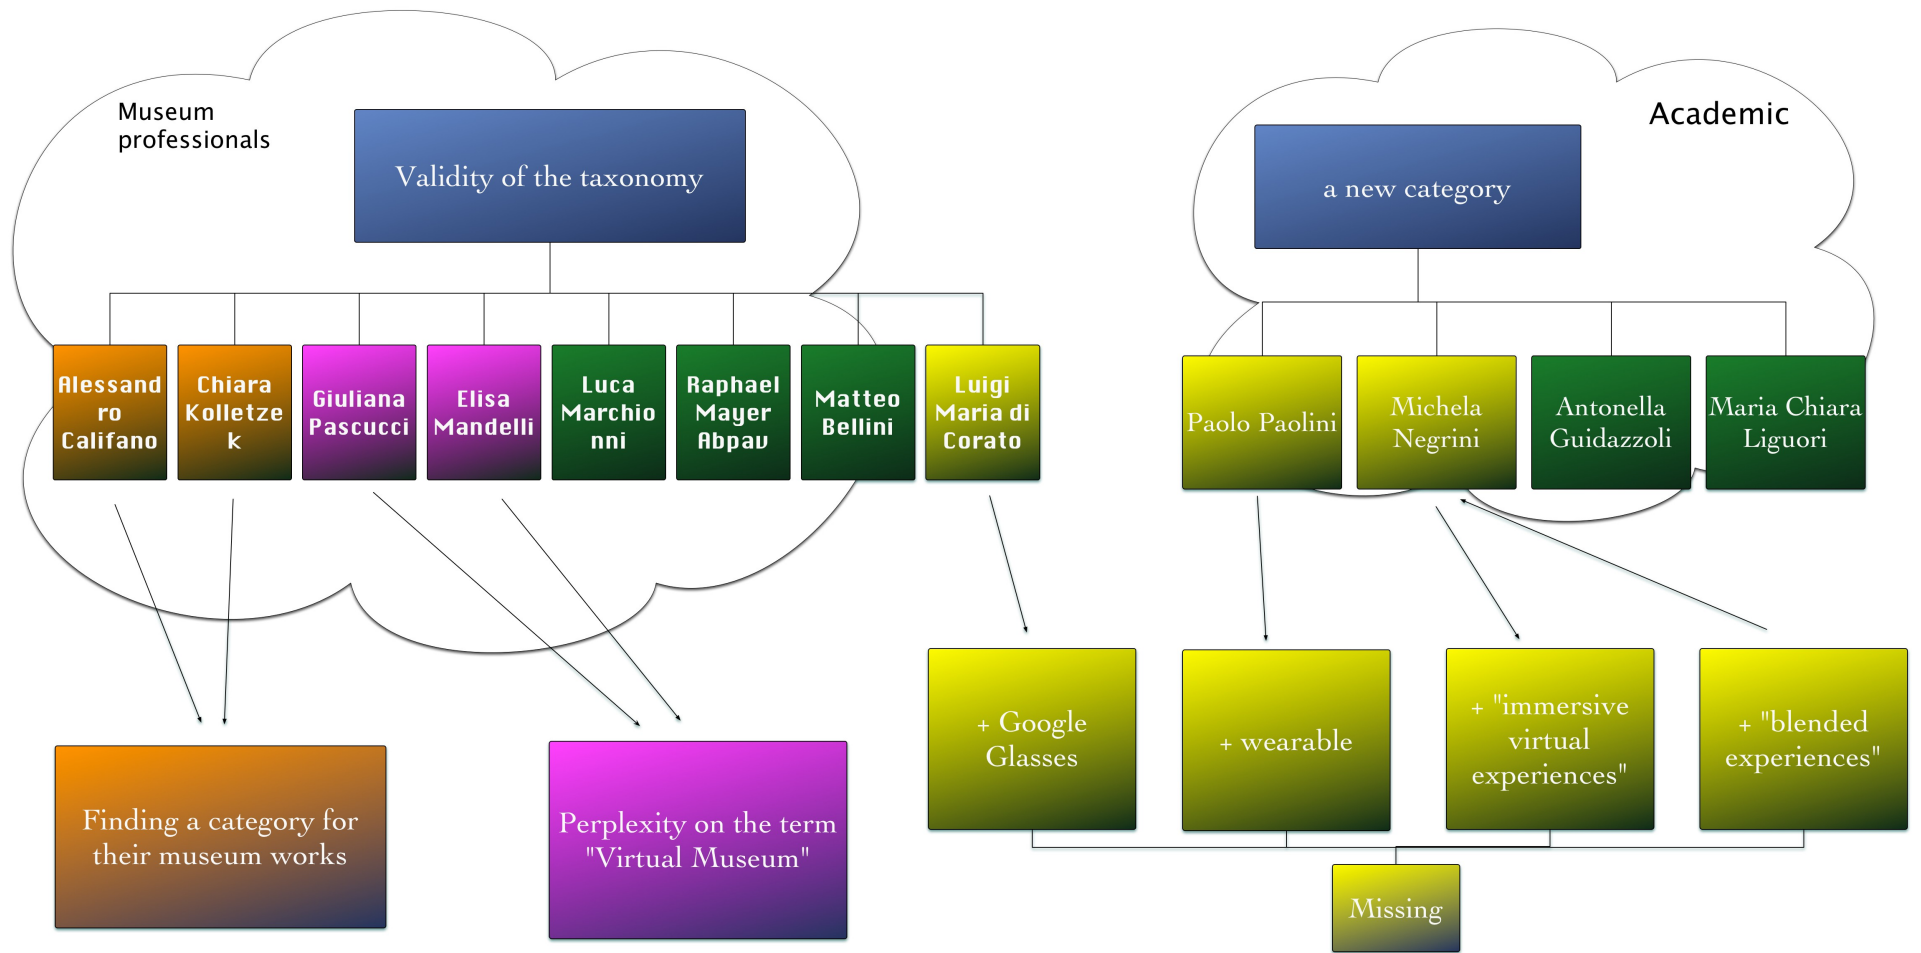 Museum
professionals
Validity of the taxonomy
Alessand
ro
Califano
Chiara
Kolletze
k
Giuliana
Pascucci
Elisa
Mandelli
Luca
Marchio
nni
Raphael
Mayer
Abpav
Matteo
Bellini
Luigi
Maria di
Corato
Finding a category for
their museum works
Perplexity on the term
"Virtual Museum"
Academic
a new category
Paolo Paolini
Michela
Negrini
Antonella
Guidazzoli
Maria Chiara
Liguori
+ Google
Glasses
+ wearable
+ "immersive
virtual
experiences"
+ "blended
experiences"
Missing